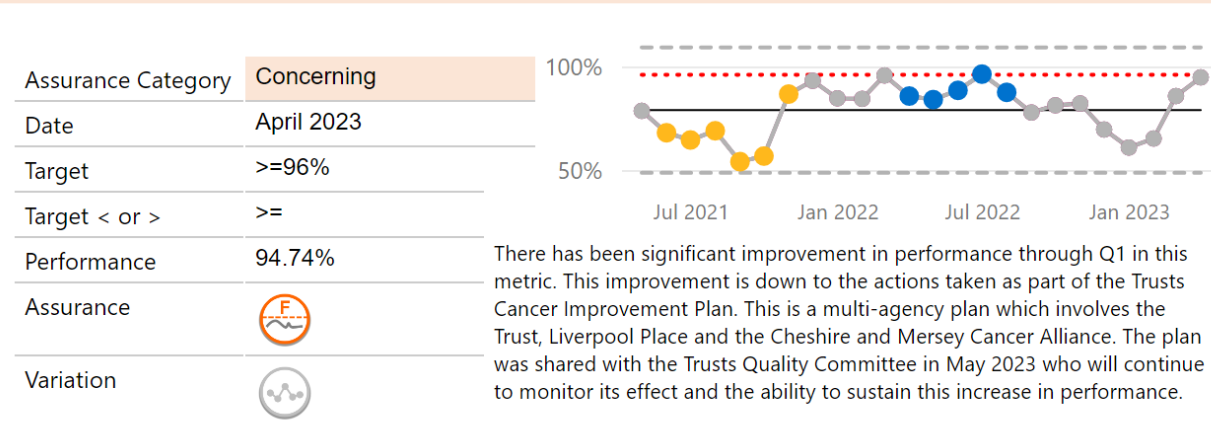 Assurance Category Concerning
Date April 2023
Target >=96%
Target < or > >=
Performance 94.74%
Assurance F
Variation
100%
50%
Jul 2021 Jan 2022 Jul 2022 Jan 2023
There has been significant improvement in performance through Q1 in this
metric. This improvement is down to the actions taken as part of the Trusts
Cancer Improvement Plan. This is a multi-agency plan which involves the
Trust, Liverpool Place and the Cheshire and Mersey Cancer Alliance. The plan
was shared with the Trusts Quality Committee in May 2023 who will continue
to monitor its effect and the ability to sustain this increase in performance.